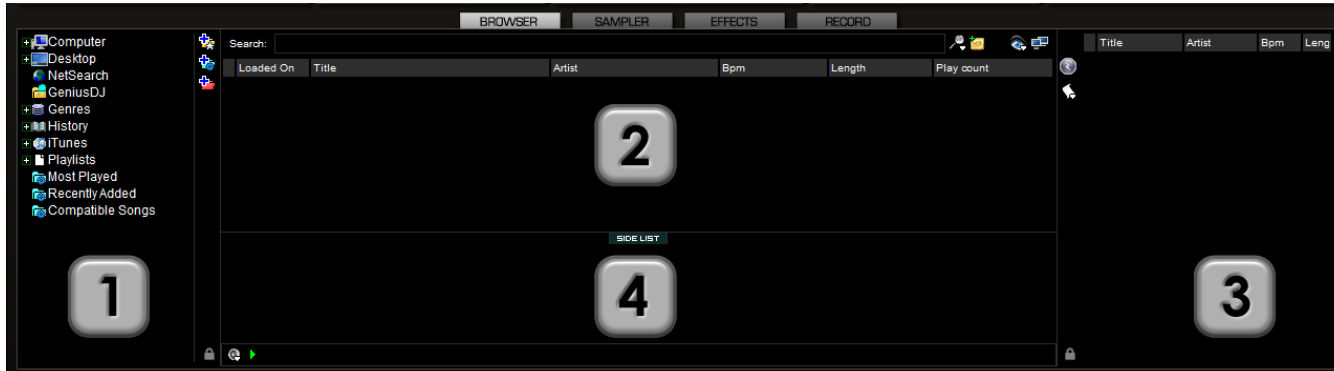 BROWSER SAMPLER EFFECTS RECORD
Computer
Desktop
NetSearch
GeniusDJ
Genres
History
iTunes
Playlists
Most Played
Recently Added
Compatible Songs
1
Search:
Loaded On Title Artist Bpm Length Play count
2
SIDE LIST
4
Title Artist Bpm Leng
3